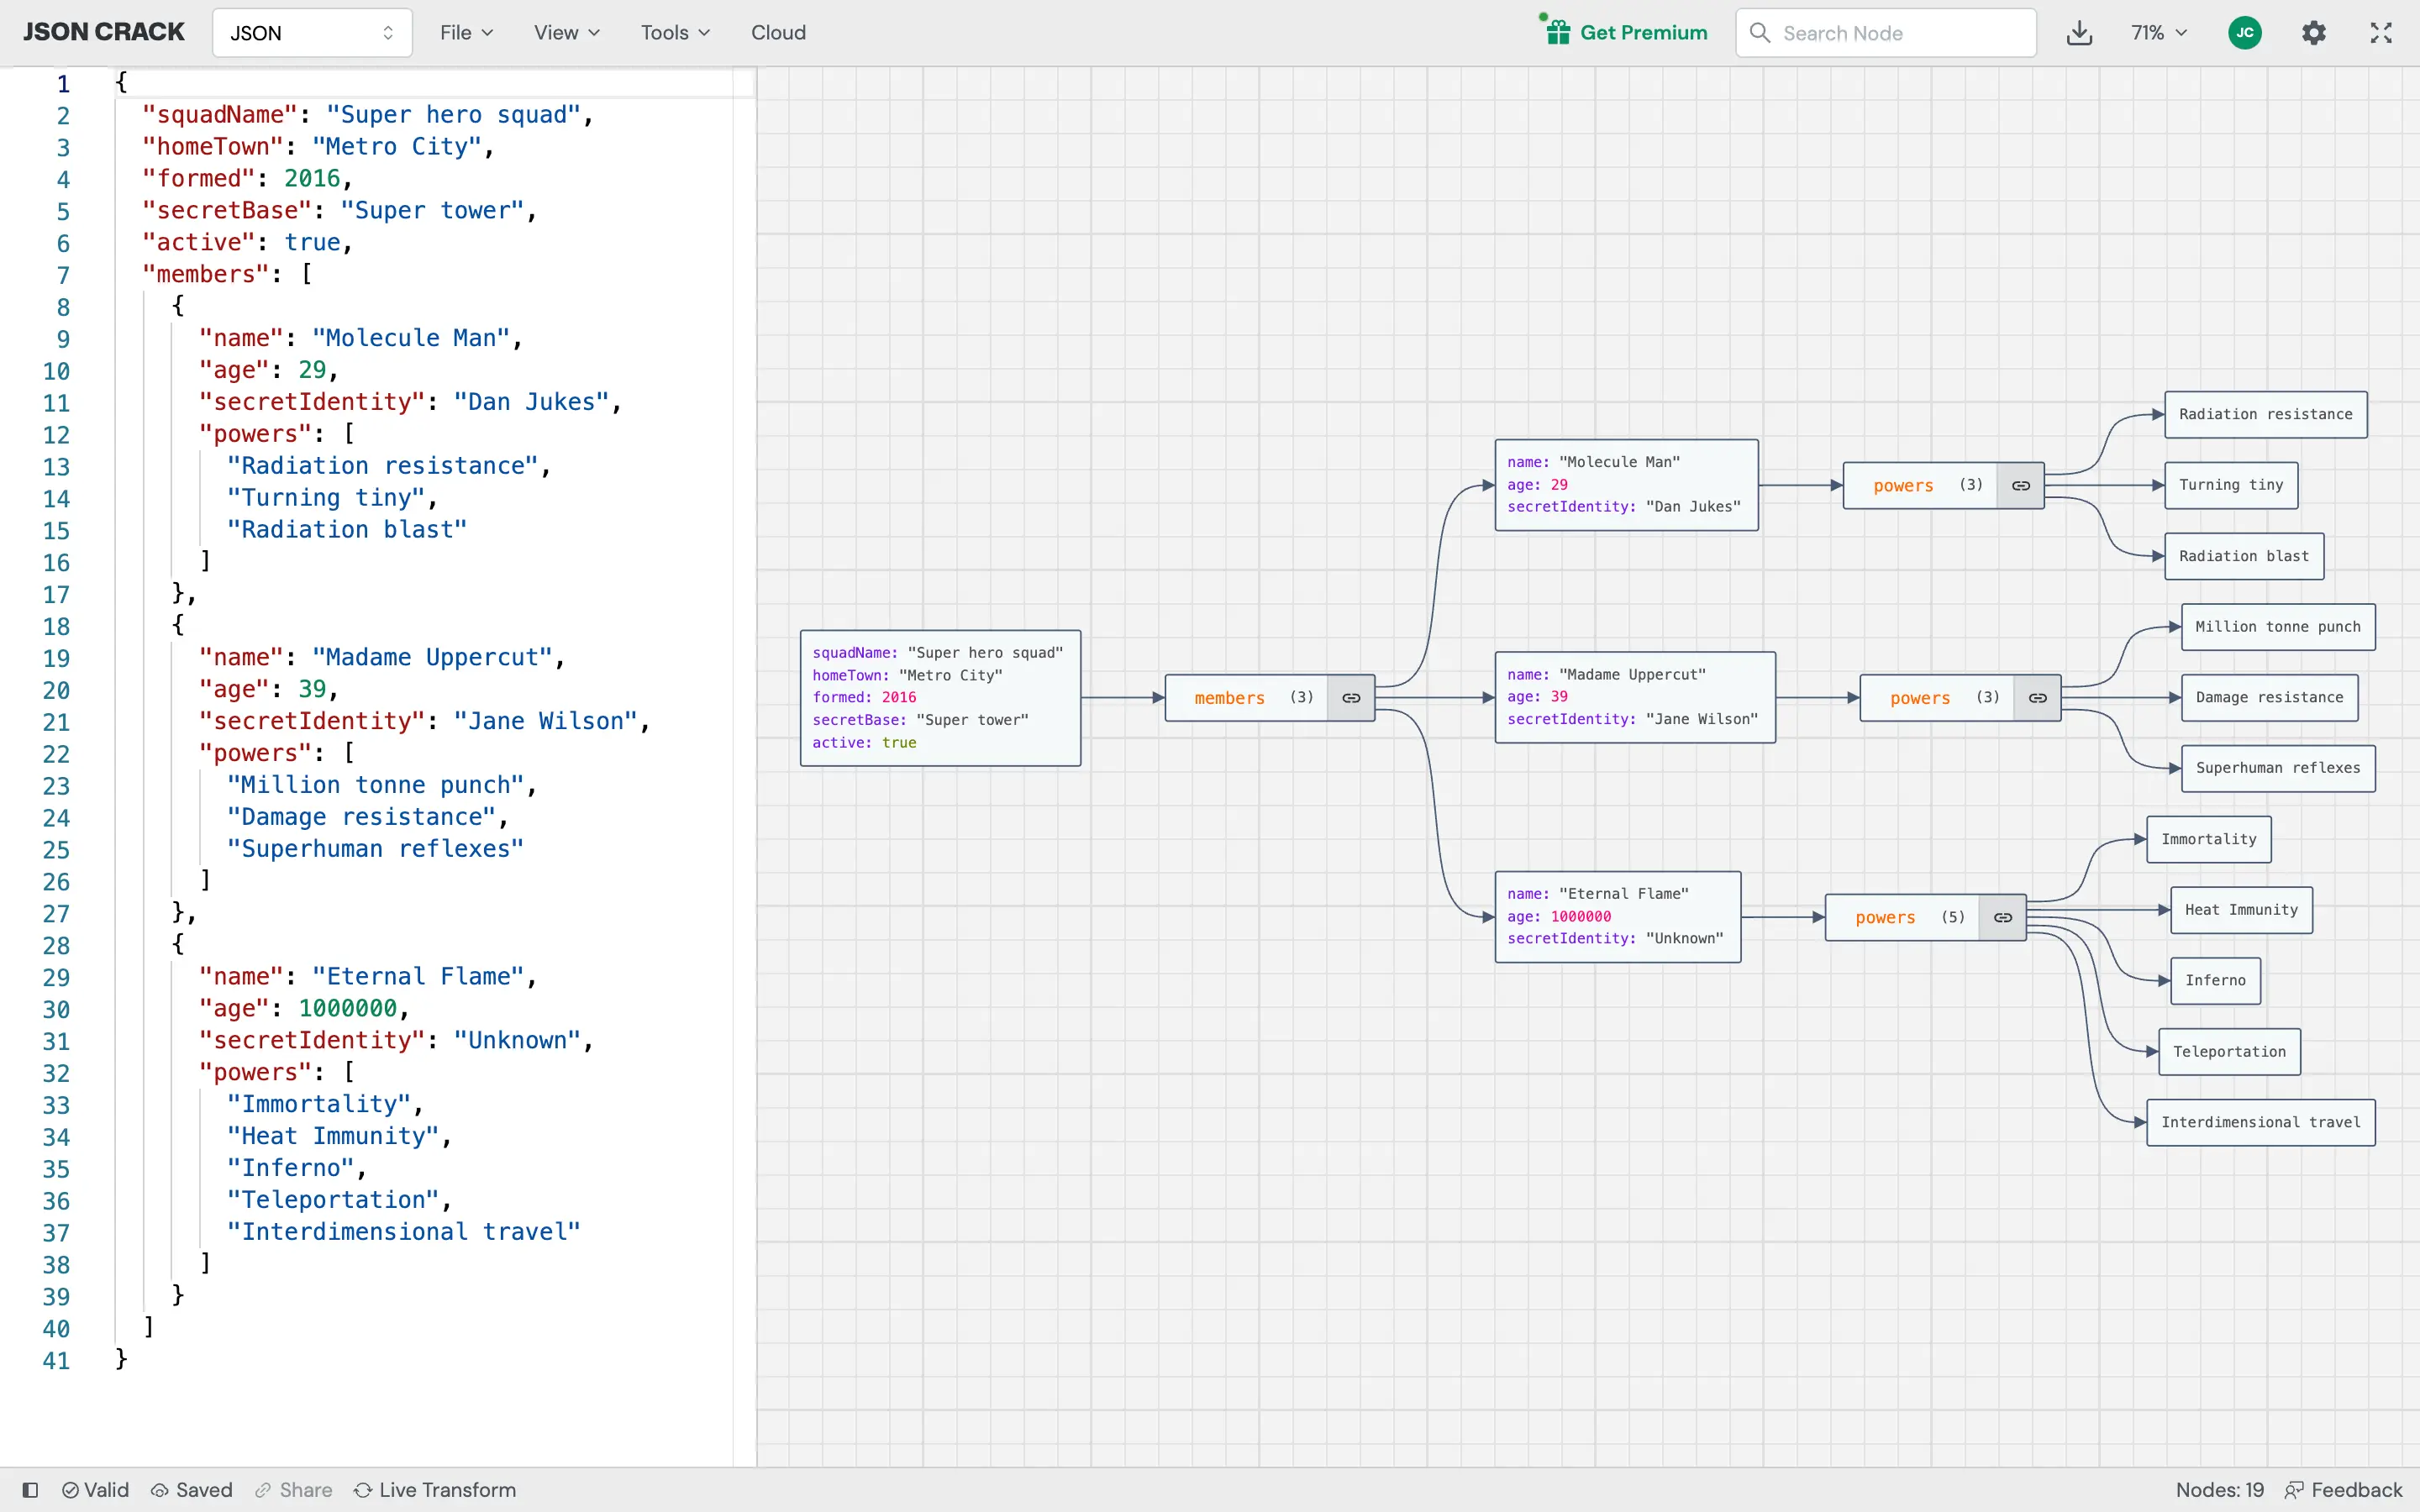 JSON CRACK JSON File View Tools Cloud Get Premium Search Node 71% JC
1 {
2 "squadName": "Super hero squad",
3 "homeTown": "Metro City",
4 "formed": 2016,
5 "secretBase": "Super tower",
6 "active": true,
7 "members": [
8 {
9 "name": "Molecule Man",
10 "age": 29,
11 "secretIdentity": "Dan Jukes",
12 "powers": [
13 "Radiation resistance",
14 "Turning tiny",
15 "Radiation blast"
16 ]
17 },
18 {
19 "name": "Madame Uppercut",
20 "age": 39,
21 "secretIdentity": "Jane Wilson",
22 "powers": [
23 "Million tonne punch",
24 "Damage resistance",
25 "Superhuman reflexes"
26 ]
27 },
28 {
29 "name": "Eternal Flame",
30 "age": 1000000,
31 "secretIdentity": "Unknown",
32 "powers": [
33 "Immortality",
34 "Heat Immunity",
35 "Inferno",
36 "Teleportation",
37 "Interdimensional travel"
38 ]
39 }
40 ]
41 }
squadName: "Super hero squad"
homeTown: "Metro City"
formed: 2016
secretBase: "Super tower"
active: true
members (3)
name: "Molecule Man"
age: 29
secretIdentity: "Dan Jukes"
powers (3)
Radiation resistance
Turning tiny
Radiation blast
name: "Madame Uppercut"
age: 39
secretIdentity: "Jane Wilson"
powers (3)
Million tonne punch
Damage resistance
Superhuman reflexes
name: "Eternal Flame"
age: 1000000
secretIdentity: "Unknown"
powers (5)
Immortality
Heat Immunity
Inferno
Teleportation
Interdimensional travel
Valid Saved Share Live Transform Nodes: 19 Feedback